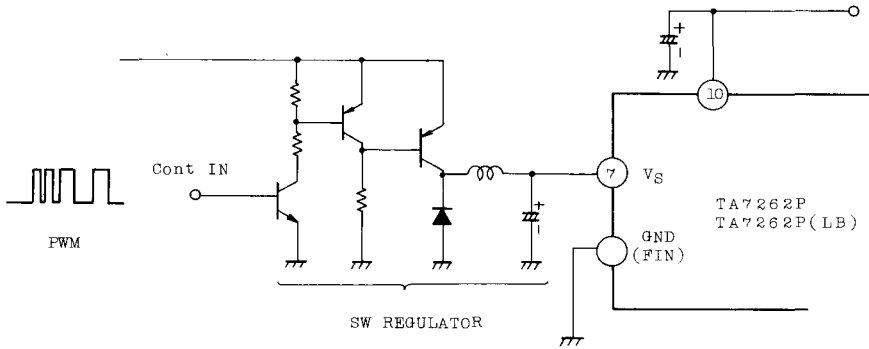 +
-
10
Cont IN
7
VS
+
-
TA7262P
TA7262P(LB)
GND
(FIN)
PWM
SW REGULATOR